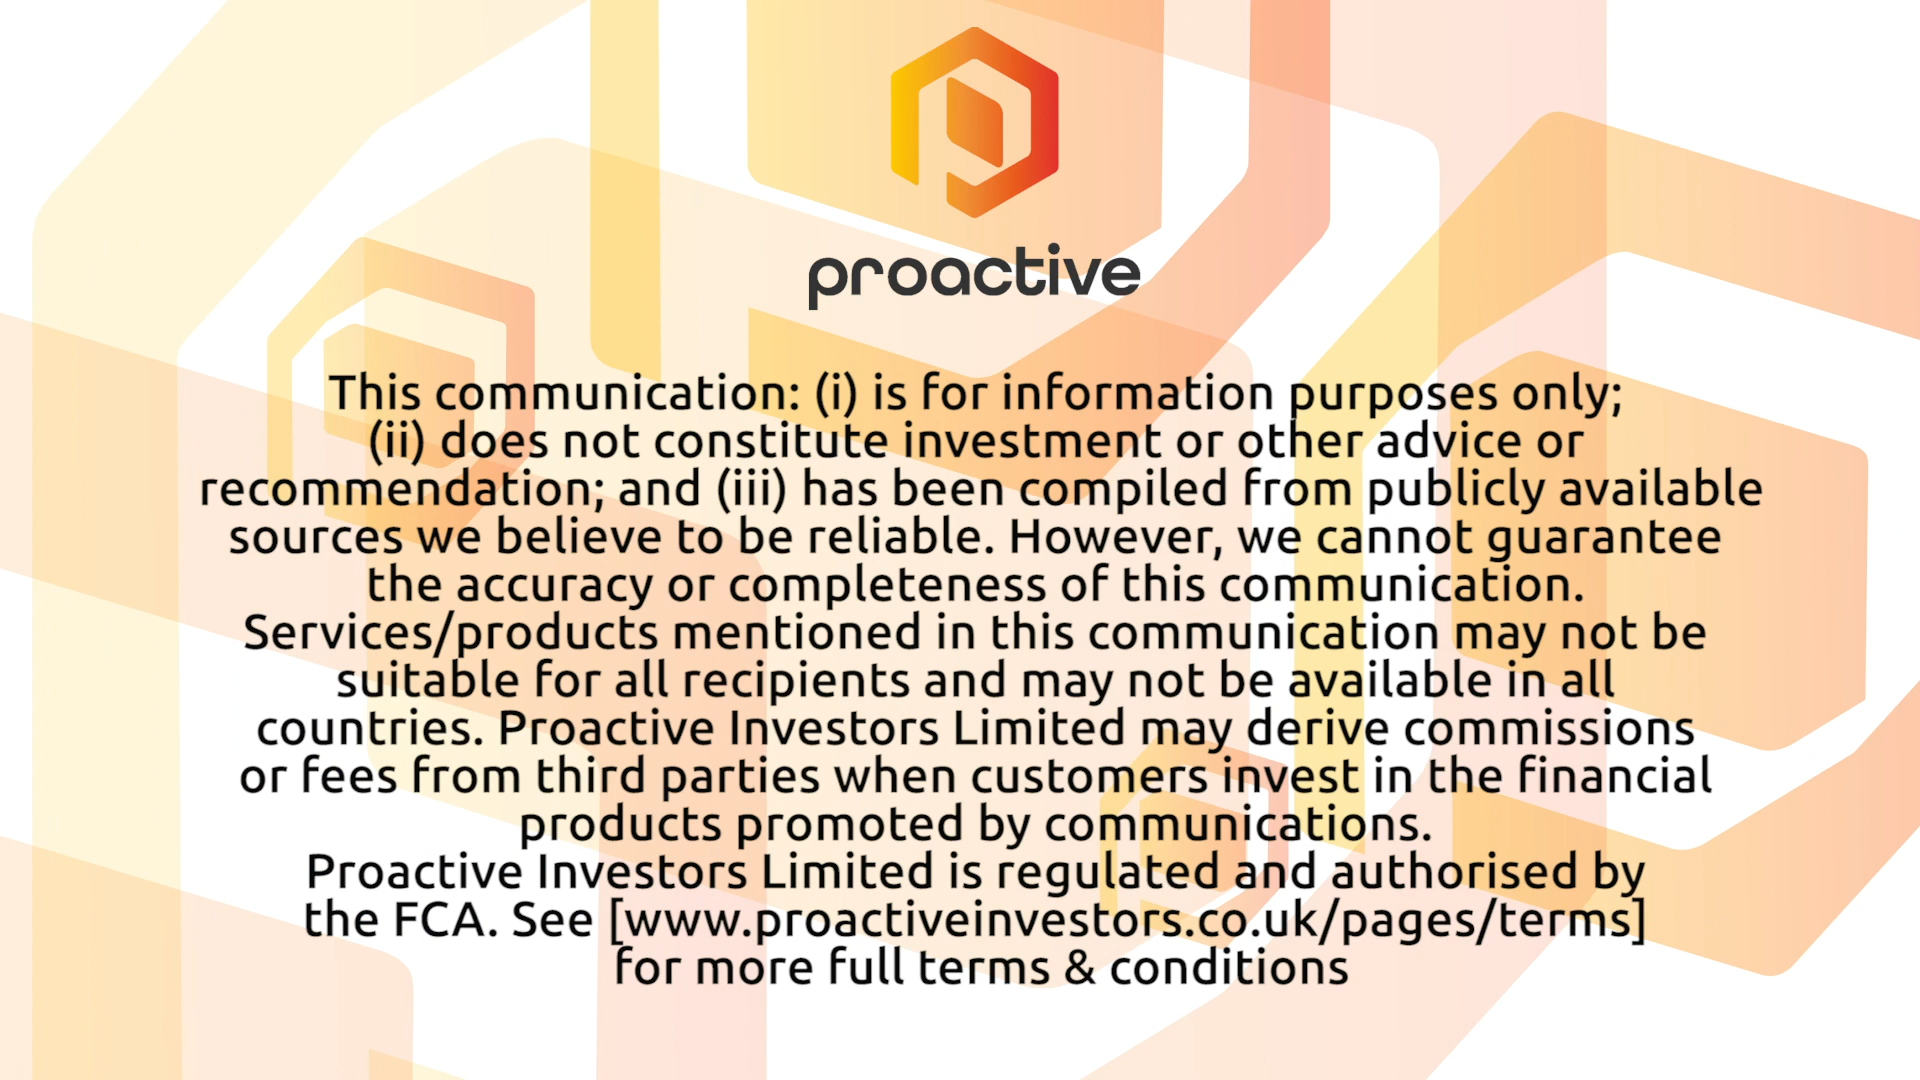 proactive
This communication: (i) is for information purposes only;
(ii) does not constitute investment or other advice or
recommendation; and (iii) has been compiled from publicly available
sources we believe to be reliable. However, we cannot guarantee
the accuracy or completeness of this communication.
Services/products mentioned in this communication may not be
suitable for all recipients and may not be available in all
countries. Proactive Investors Limited may derive commissions
or fees from third parties when customers invest in the financial
products promoted by communications.
Proactive Investors Limited is regulated and authorised by
the FCA. See [www.proactiveinvestors.co.uk/pages/terms]
for more full terms & conditions